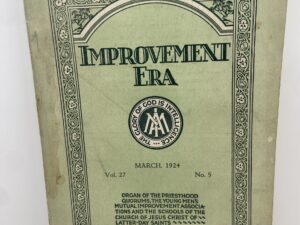 IMPROVEMENT
ERA
THE GLORY OF GOD IS INTELLIGENCE
MIA
MARCH, 1924
Vol. 27 No. 5
ORGAN OF THE PRIESTHOOD
QUORUMS, THE YOUNG MEN'S
MUTUAL IMPROVEMENT ASSOCIA-
TIONS AND THE SCHOOLS OF THE
CHURCH OF JESUS CHRIST OF
LATTER-DAY SAINTS